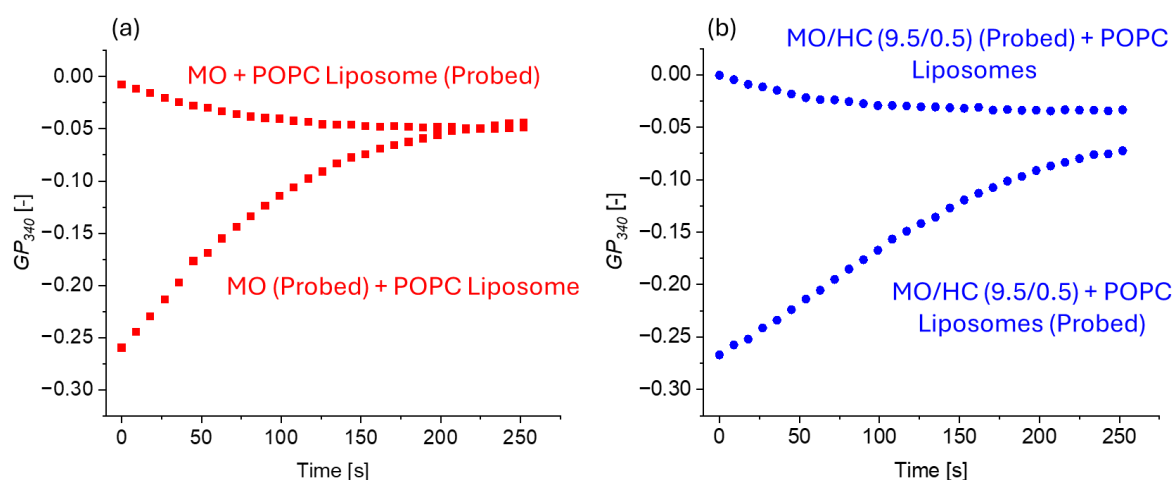 (a)
MO + POPC Liposome (Probed)
MO (Probed) + POPC Liposome
0.00
−0.05
−0.10
−0.15
−0.20
−0.25
−0.30
GP340 [-]
0 50 100 150 200 250
Time [s]
(b)
MO/HC (9.5/0.5) (Probed) + POPC
Liposomes
MO/HC (9.5/0.5) + POPC
Liposomes (Probed)
0.00
−0.05
−0.10
−0.15
−0.20
−0.25
−0.30
GP340 [-]
0 50 100 150 200 250
Time [s]